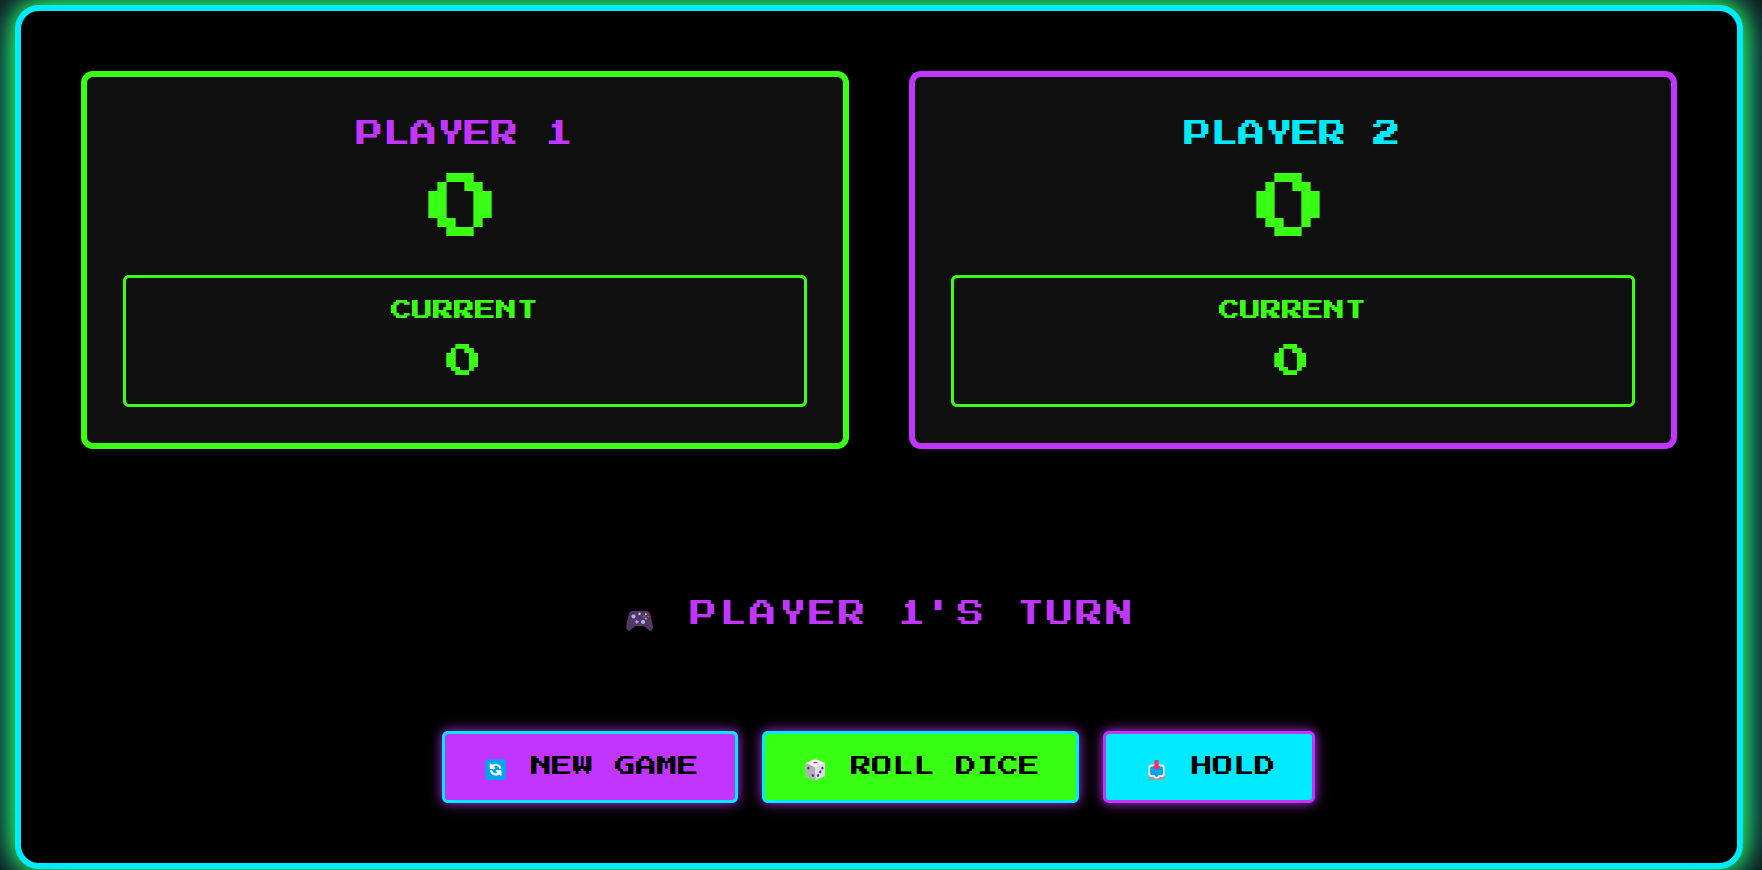 PLAYER 1
0
CURRENT
0
PLAYER 2
0
CURRENT
0
🎮 PLAYER 1'S TURN
🔄 NEW GAME
🎲 ROLL DICE
📥 HOLD